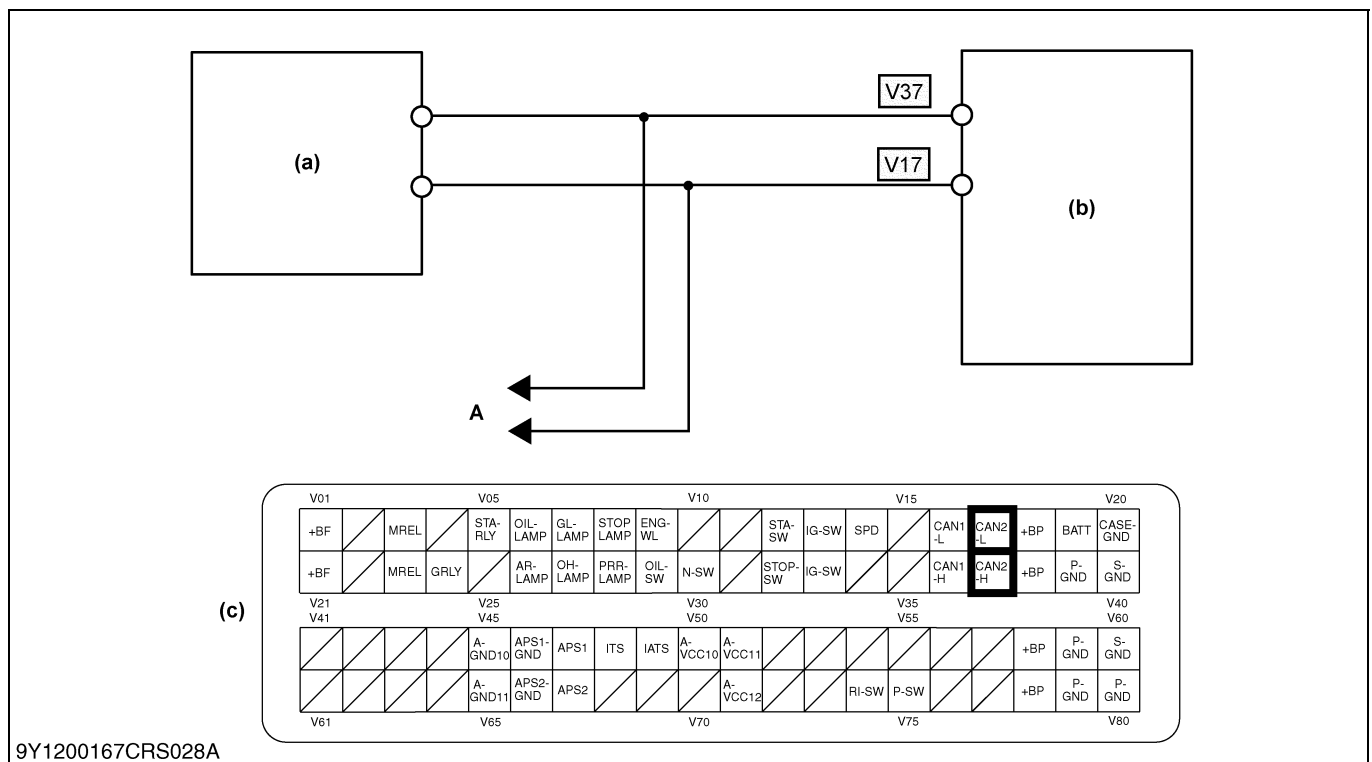 V37
(a)
V17
(b)
A
V01 V05 V10 V15 V20
+BF MREL STA-RLY OIL-LAMP GL-LAMP STOP LAMP ENG-WL STA-SW IG-SW SPD CAN1-L CAN2-L +BP BATT CASE-GND
+BF MREL GRLY AR-LAMP OH-LAMP PRR-LAMP OIL-SW N-SW STOP-SW IG-SW CAN1-H CAN2-H +BP P-GND S-GND
(c)
V21 V25 V30 V35 V40
V41 V45 V50 V55 V60
A-GND10 APS1-GND APS1 ITS IATS A-VCC10 A-VCC11 +BP P-GND S-GND
A-GND11 APS2-GND APS2 A-VCC12 RI-SW P-SW +BP P-GND P-GND
V61 V65 V70 V75 V80
9Y1200167CRS028A